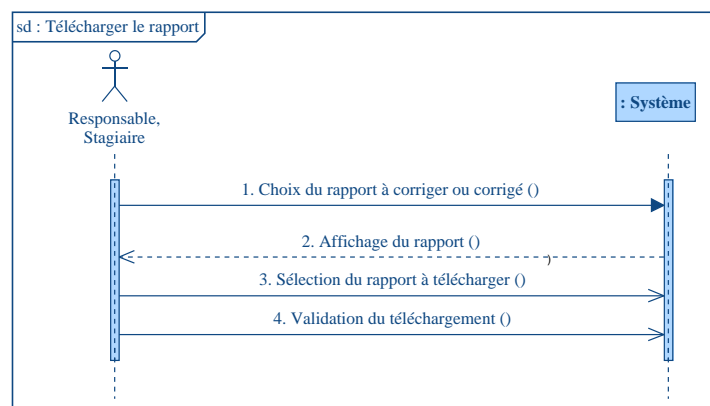 sd : Télécharger le rapport
Responsable,
Stagiaire
: Système
1. Choix du rapport à corriger ou corrigé ()
2. Affichage du rapport ()
)
3. Sélection du rapport à télécharger ()
4. Validation du téléchargement ()